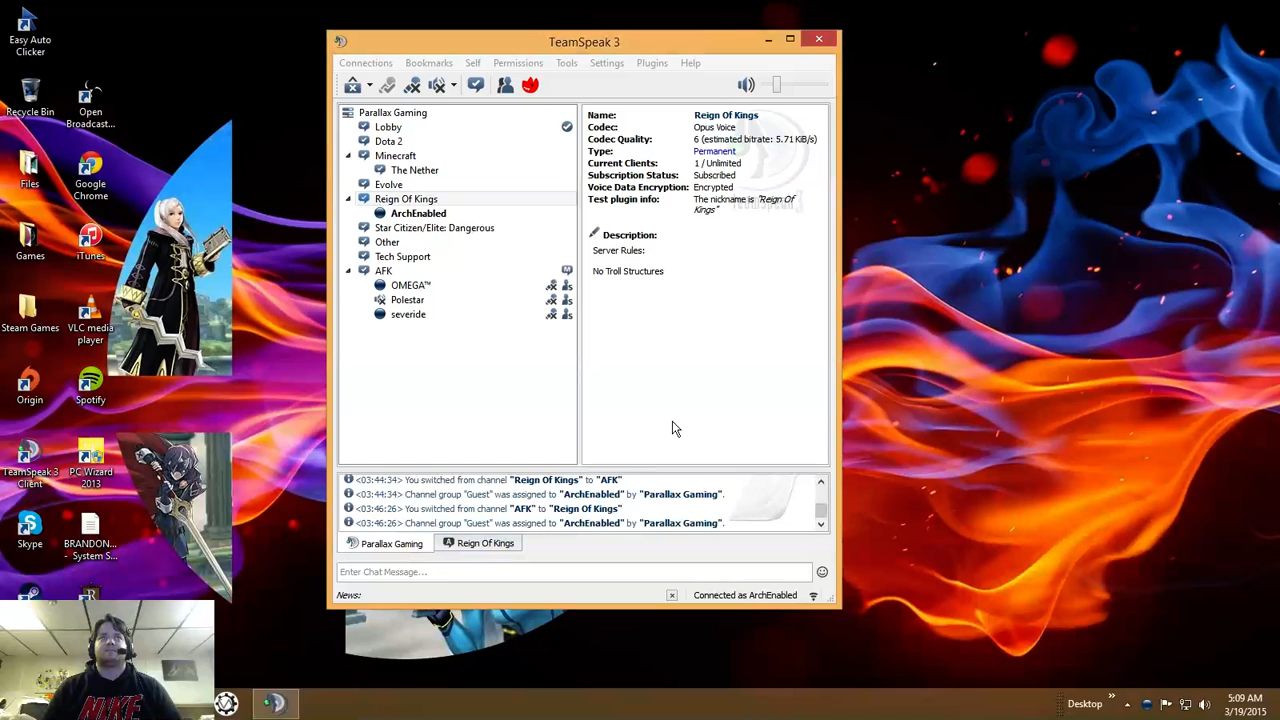 Easy Auto
Clicker
Recycle Bin
Open
Broadcast...
Files
Google
Chrome
Games
iTunes
Steam Games
VLC media
player
Origin
Spotify
TeamSpeak 3
Client
PC Wizard
2013
Skype
BRANDON...
- System S...
TeamSpeak 3
Connections Bookmarks Self Permissions Tools Settings Plugins Help
Parallax Gaming
Lobby
Dota 2
Minecraft
The Nether
Evolve
Reign Of Kings
ArchEnabled
Star Citizen/Elite: Dangerous
Other
Tech Support
AFK
OMEGA™
Polestar
severide
Name: Reign Of Kings
Codec: Opus Voice
Codec Quality: 6 (estimated bitrate: 5.71 KiB/s)
Type: Permanent
Current Clients: 1 / Unlimited
Subscription Status: Subscribed
Voice Data Encryption: Encrypted
Test plugin info: The nickname is "Reign Of
Kings"
Description:
Server Rules:
No Troll Structures
<03:44:34> You switched from channel "Reign Of Kings" to "AFK"
<03:44:34> Channel group "Guest" was assigned to "ArchEnabled" by "Parallax Gaming".
<03:46:26> You switched from channel "AFK" to "Reign Of Kings"
<03:46:26> Channel group "Guest" was assigned to "ArchEnabled" by "Parallax Gaming".
Parallax Gaming Reign Of Kings
Enter Chat Message...
News: Connected as ArchEnabled
NIKE
Desktop
5:09 AM
3/19/2015